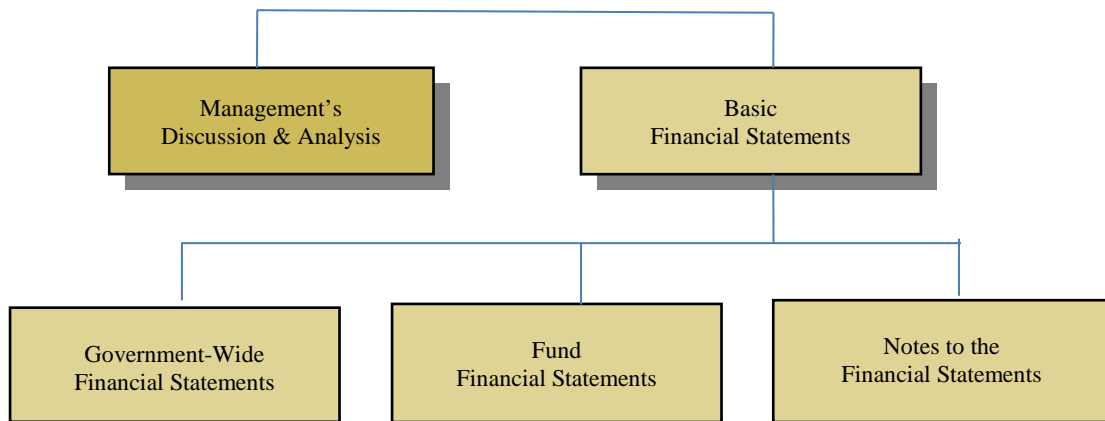 Management’s
Discussion & Analysis
Basic
Financial Statements
Government-Wide
Financial Statements
Fund
Financial Statements
Notes to the
Financial Statements